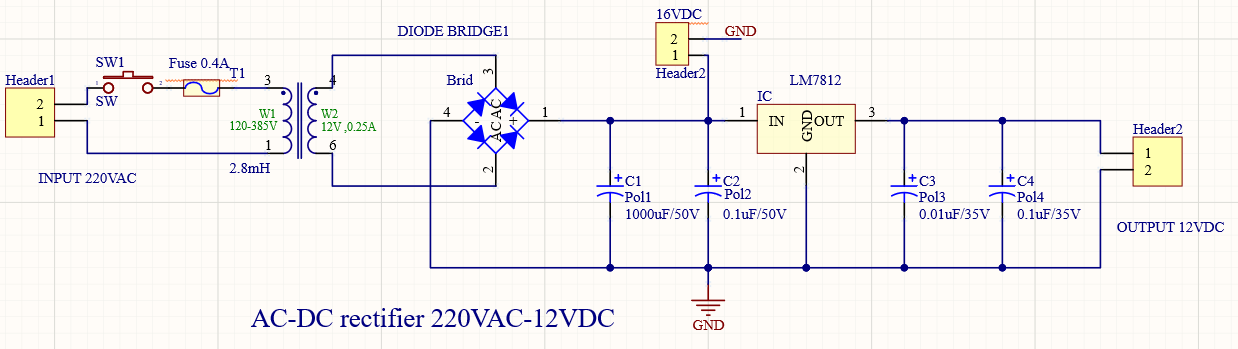 16VDC
GND
2
1
Header2
DIODE BRIDGE1
SW1
Fuse 0.4A
T1
Header1
2
1
1
2
SW
3
4
W1
120-385V
W2
12V ,0.25A
1
6
2.8mH
INPUT 220VAC
Brid
3
4
1
2
AC
AC
-
+
LM7812
IC
1
IN
GND
OUT
3
2
+
C1
Pol1
1000uF/50V
+
C2
Pol2
0.1uF/50V
+
C3
Pol3
0.01uF/35V
+
C4
Pol4
0.1uF/35V
Header2
1
2
OUTPUT 12VDC
GND
AC-DC rectifier 220VAC-12VDC